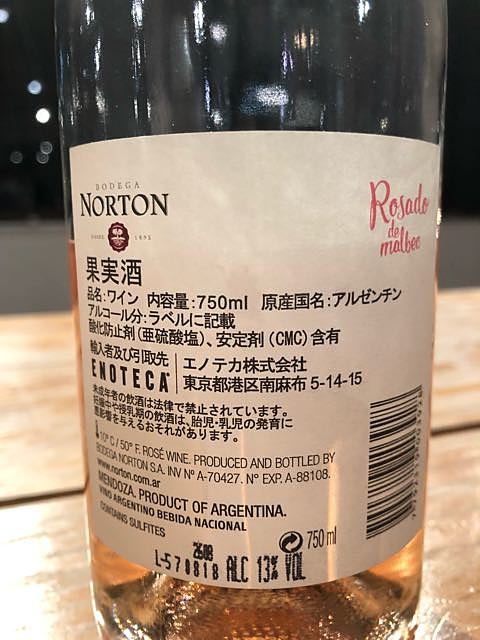 BODEGA
NORTON
DESDE 1895
Rosado
de
malbec
果実酒
品名:ワイン 内容量:750ml 原産国名:アルゼンチン
アルコール分:ラベルに記載
酸化防止剤(亜硫酸塩)、安定剤(CMC)含有
輸入者及び引取先
ENOTECA
エノテカ株式会社
東京都港区南麻布 5-14-15
未成年者の飲酒は法律で禁止されています。
妊娠中や授乳期の飲酒は、胎児・乳児の発育に
悪影響を与えるおそれがあります。
10° C / 50° F. ROSÉ WINE. PRODUCED AND BOTTLED BY
BODEGA NORTON S.A. INV Nº A-70427. Nº EXP. A-88108.
www.norton.com.ar
MENDOZA. PRODUCT OF ARGENTINA.
VINO ARGENTINO BEBIDA NACIONAL
CONTAINS SULFITES
750 ml
L-570818 ALC 13% VOL